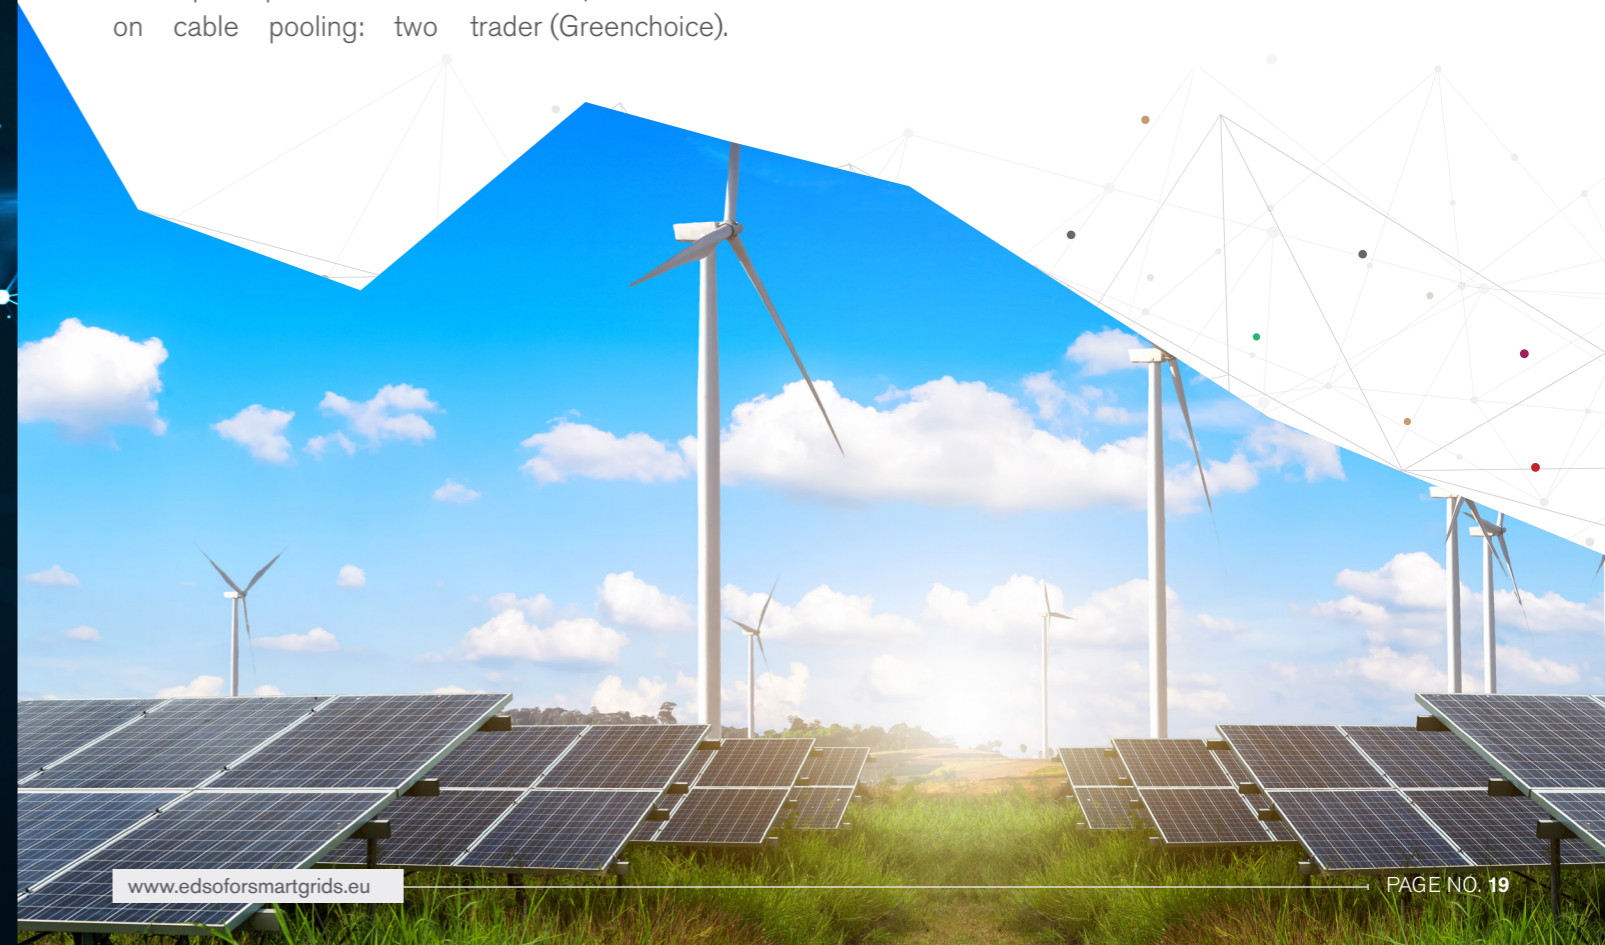 on cable pooling: two trader (Greenchoice).
www.edsoforsmartgrids.eu
PAGE NO. 19